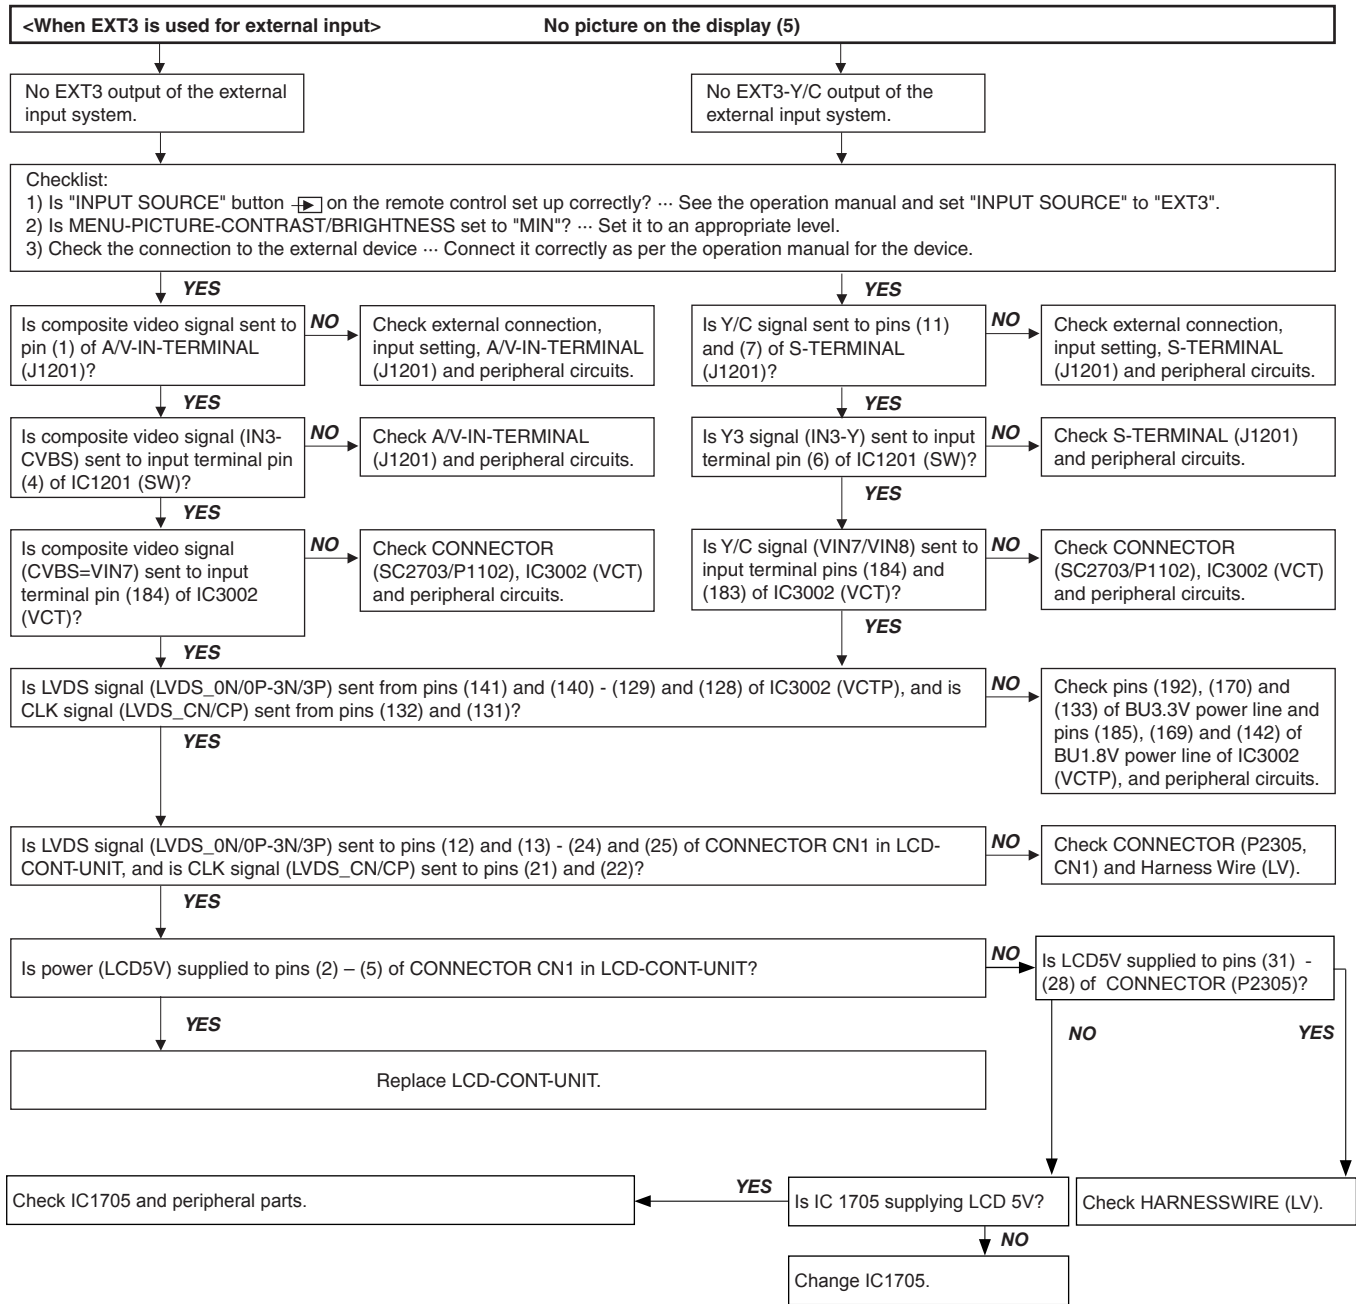 <When EXT3 is used for external input> No picture on the display (5)
No EXT3 output of the external
input system.
No EXT3-Y/C output of the
external input system.
Checklist:
1) Is "INPUT SOURCE" button on the remote control set up correctly? ··· See the operation manual and set "INPUT SOURCE" to "EXT3".
2) Is MENU-PICTURE-CONTRAST/BRIGHTNESS set to "MIN"? ··· Set it to an appropriate level.
3) Check the connection to the external device ··· Connect it correctly as per the operation manual for the device.
YES
YES
Is composite video signal sent to
pin (1) of A/V-IN-TERMINAL
(J1201)?
NO
Check external connection,
input setting, A/V-IN-TERMINAL
(J1201) and peripheral circuits.
Is Y/C signal sent to pins (11)
and (7) of S-TERMINAL
(J1201)?
NO
Check external connection,
input setting, S-TERMINAL
(J1201) and peripheral circuits.
YES
YES
Is composite video signal (IN3-
CVBS) sent to input terminal pin
(4) of IC1201 (SW)?
NO
Check A/V-IN-TERMINAL
(J1201) and peripheral circuits.
Is Y3 signal (IN3-Y) sent to input
terminal pin (6) of IC1201 (SW)?
NO
Check S-TERMINAL (J1201)
and peripheral circuits.
YES
YES
Is composite video signal
(CVBS=VIN7) sent to input
terminal pin (184) of IC3002
(VCT)?
NO
Check CONNECTOR
(SC2703/P1102), IC3002 (VCT)
and peripheral circuits.
Is Y/C signal (VIN7/VIN8) sent to
input terminal pins (184) and
(183) of IC3002 (VCT)?
NO
Check CONNECTOR
(SC2703/P1102), IC3002 (VCT)
and peripheral circuits.
YES
YES
Is LVDS signal (LVDS_0N/0P-3N/3P) sent from pins (141) and (140) - (129) and (128) of IC3002 (VCTP), and is
CLK signal (LVDS_CN/CP) sent from pins (132) and (131)?
NO
Check pins (192), (170) and
(133) of BU3.3V power line and
pins (185), (169) and (142) of
BU1.8V power line of IC3002
(VCTP), and peripheral circuits.
YES
Is LVDS signal (LVDS_0N/0P-3N/3P) sent to pins (12) and (13) - (24) and (25) of CONNECTOR CN1 in LCD-
CONT-UNIT, and is CLK signal (LVDS_CN/CP) sent to pins (21) and (22)?
NO
Check CONNECTOR (P2305,
CN1) and Harness Wire (LV).
YES
Is power (LCD5V) supplied to pins (2) – (5) of CONNECTOR CN1 in LCD-CONT-UNIT?
NO
Is LCD5V supplied to pins (31) -
(28) of CONNECTOR (P2305)?
YES
NO
YES
Replace LCD-CONT-UNIT.
Check IC1705 and peripheral parts.
YES
Is IC 1705 supplying LCD 5V?
Check HARNESSWIRE (LV).
NO
Change IC1705.